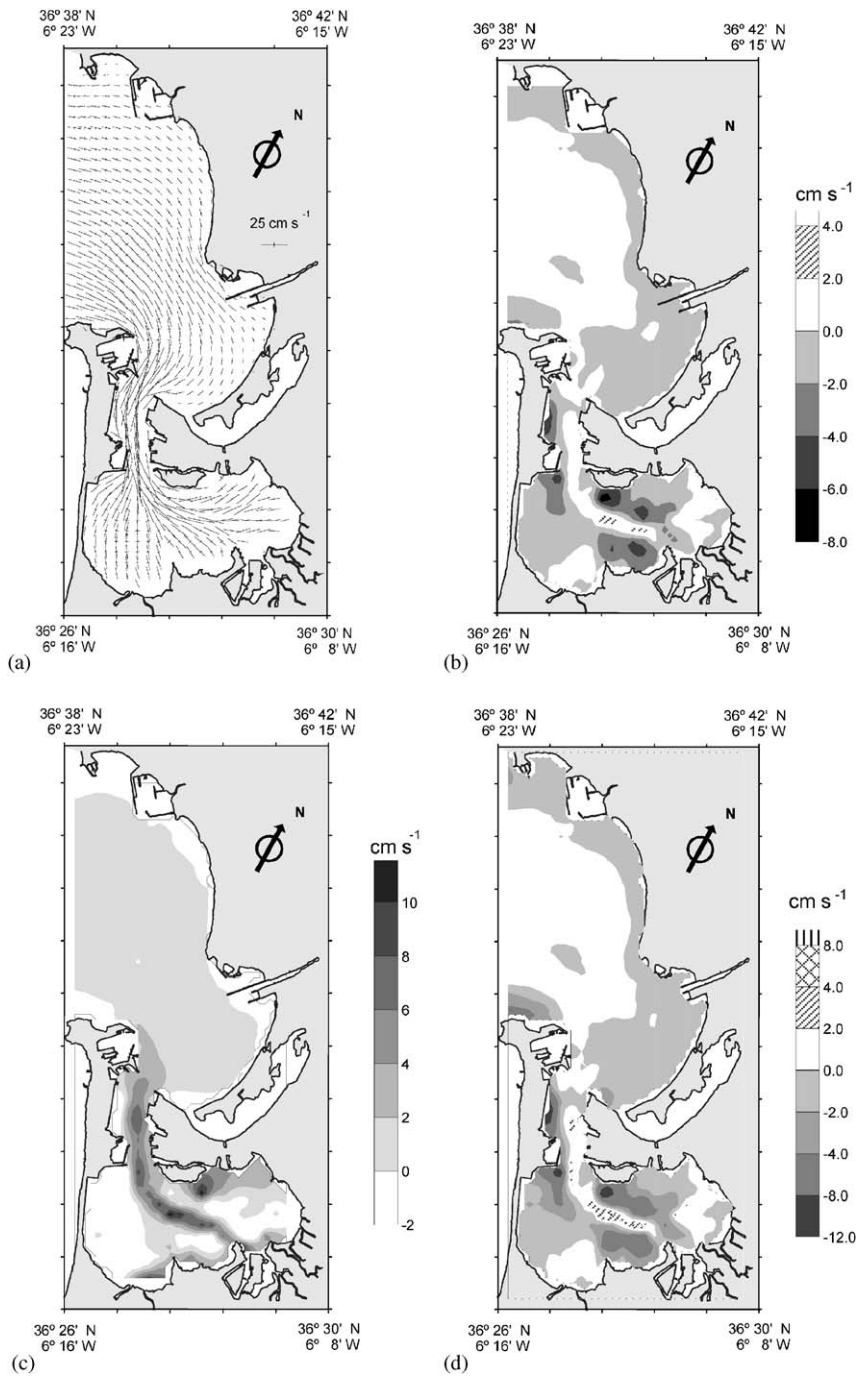 36º 38' N
6º 23' W
36º 42' N
6º 15' W
N
25 cm s⁻¹
36º 26' N
6º 16' W
36º 30' N
6º 8' W
(a)
36º 38' N
6º 23' W
36º 42' N
6º 15' W
N
cm s⁻¹
4.0
2.0
0.0
-2.0
-4.0
-6.0
-8.0
36º 26' N
6º 16' W
36º 30' N
6º 8' W
(b)
36º 38' N
6º 23' W
36º 42' N
6º 15' W
N
cm s⁻¹
10
8
6
4
2
0
-2
36º 26' N
6º 16' W
36º 30' N
6º 8' W
(c)
36º 38' N
6º 23' W
36º 42' N
6º 15' W
N
cm s⁻¹
8.0
4.0
2.0
0.0
-2.0
-4.0
-8.0
-12.0
36º 26' N
6º 16' W
36º 30' N
6º 8' W
(d)